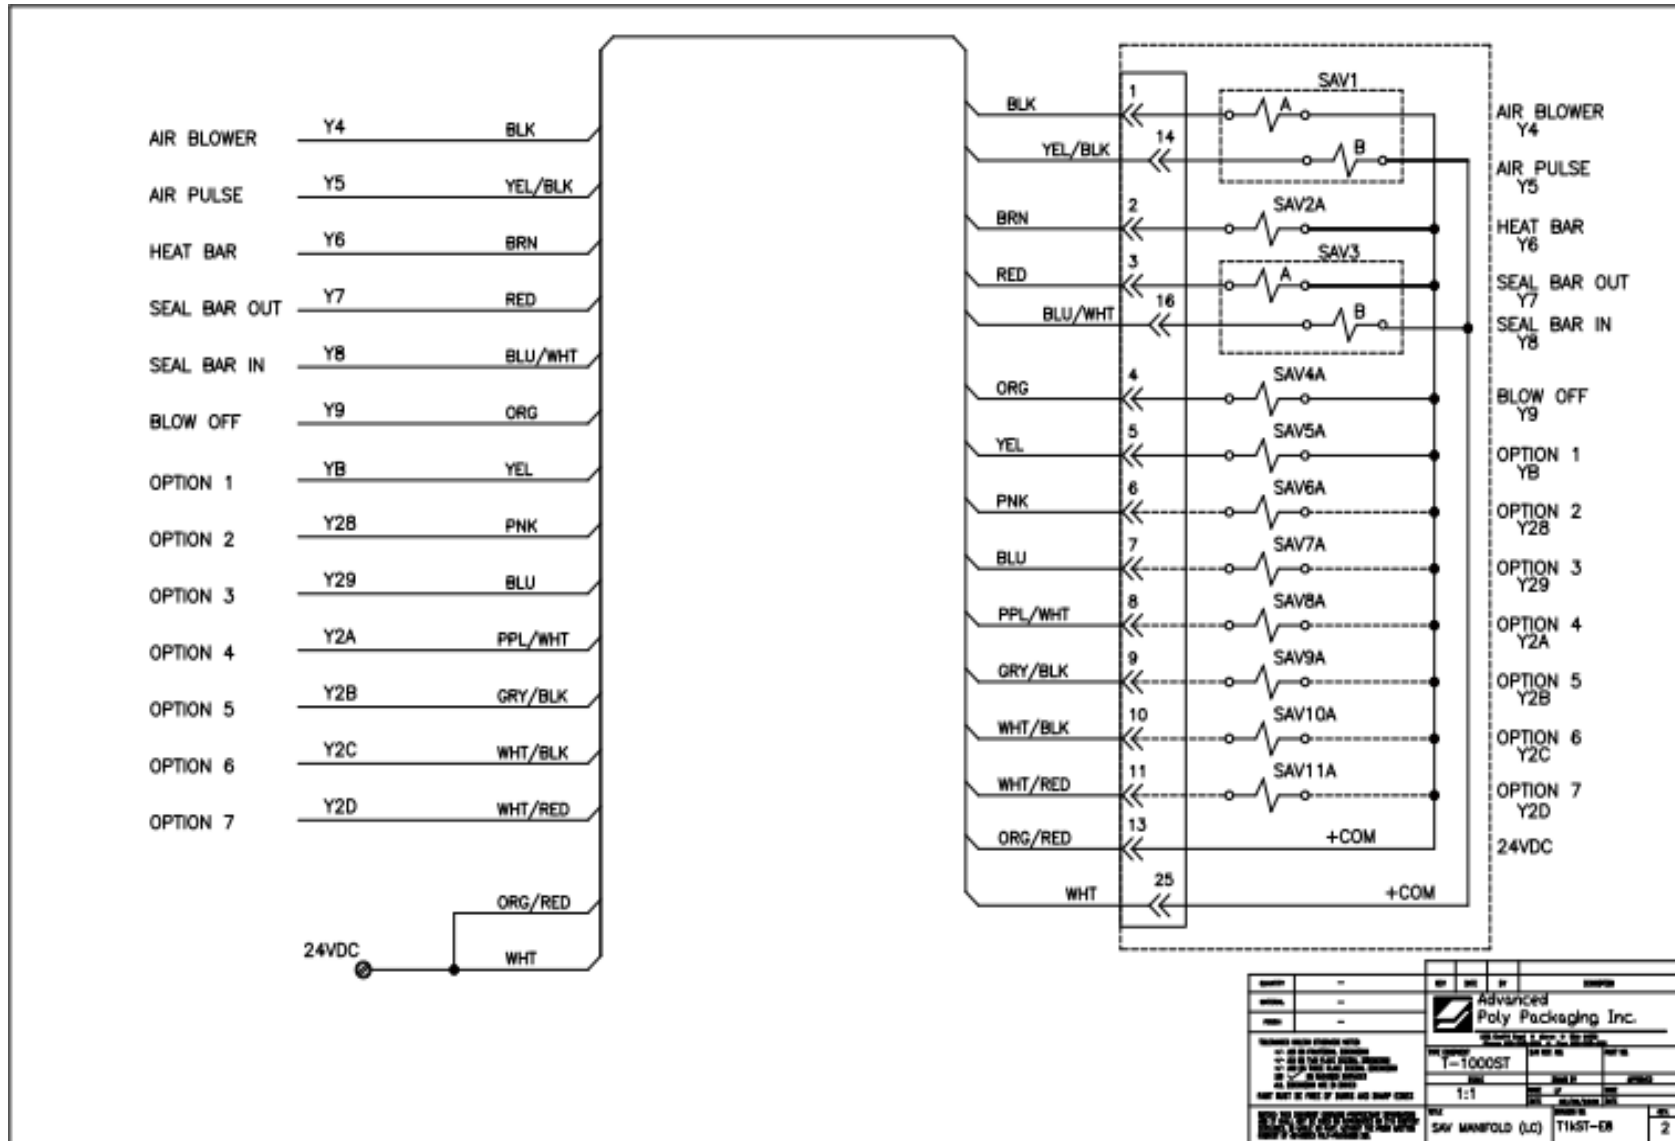 AIR BLOWER Y4 BLK
AIR PULSE Y5 YEL/BLK
HEAT BAR Y6 BRN
SEAL BAR OUT Y7 RED
SEAL BAR IN Y8 BLU/WHT
BLOW OFF Y9 ORG
OPTION 1 YB YEL
OPTION 2 Y28 PNK
OPTION 3 Y29 BLU
OPTION 4 Y2A PPL/WHT
OPTION 5 Y2B GRY/BLK
OPTION 6 Y2C WHT/BLK
OPTION 7 Y2D WHT/RED
ORG/RED
24VDC WHT
SAV1
BLK 1 A AIR BLOWER
Y4
YEL/BLK 14 B AIR PULSE
Y5
BRN 2 SAV2A HEAT BAR
Y6
SAV3
RED 3 A SEAL BAR OUT
Y7
BLU/WHT 16 B SEAL BAR IN
Y8
ORG 4 SAV4A BLOW OFF
Y9
YEL 5 SAV5A OPTION 1
YB
PNK 6 SAV6A OPTION 2
Y28
BLU 7 SAV7A OPTION 3
Y29
PPL/WHT 8 SAV8A OPTION 4
Y2A
GRY/BLK 9 SAV9A OPTION 5
Y2B
WHT/BLK 10 SAV10A OPTION 6
Y2C
WHT/RED 11 SAV11A OPTION 7
Y2D
ORG/RED 13 +COM 24VDC
WHT 25 +COM
Advanced
Poly Packaging Inc.
T-1000ST
1:1
SAV MANIFOLD (LC) T1kST-E8 2